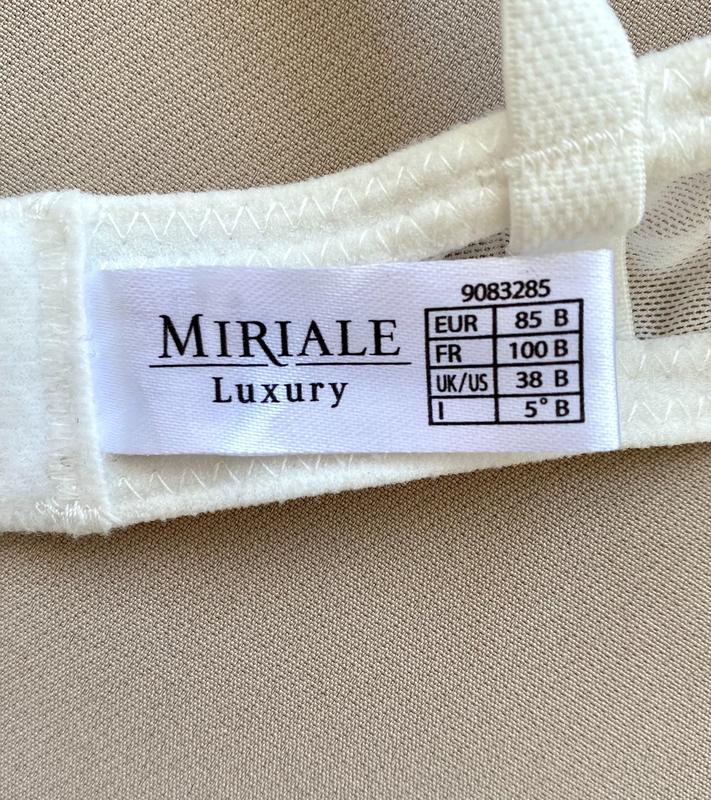 MIRIALE
Luxury
9083285
EUR 85 B
FR 100 B
UK/US 38 B
I 5° B